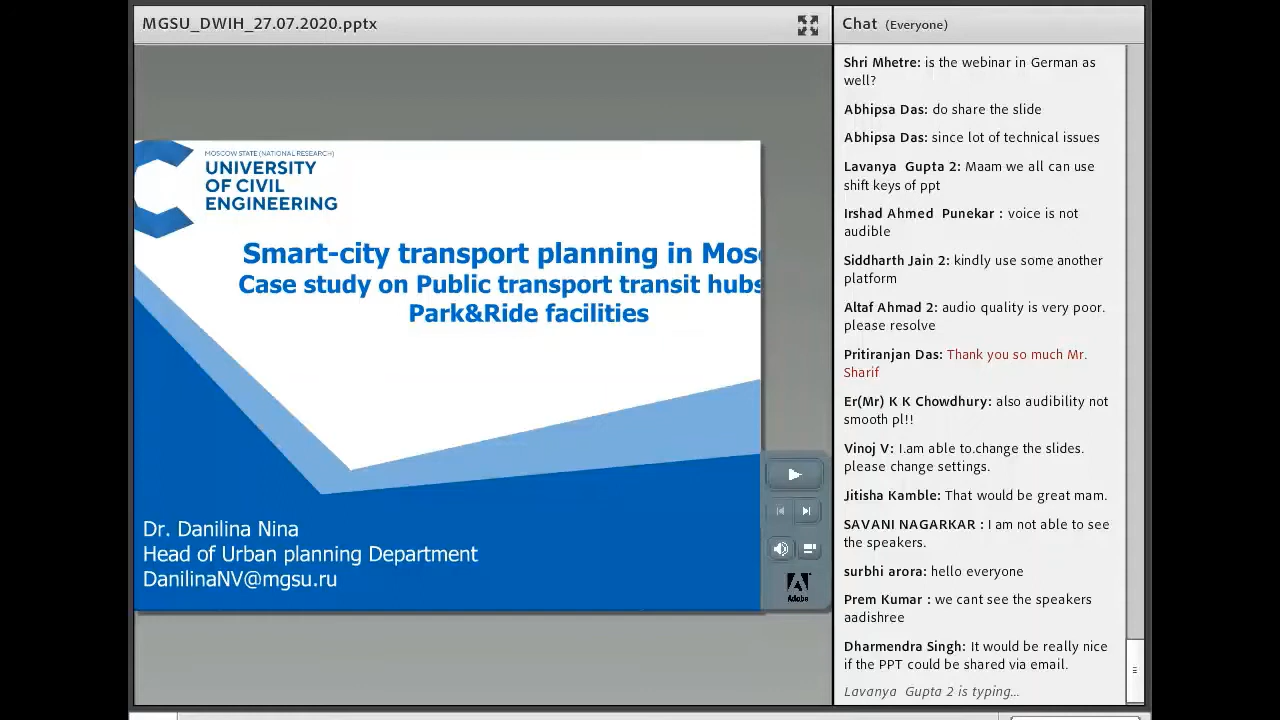 MGSU_DWIH_27.07.2020.pptx
MOSCOW STATE (NATIONAL RESEARCH)
UNIVERSITY
OF CIVIL
ENGINEERING
Smart-city transport planning in Mosc
Case study on Public transport transit hubs
Park&Ride facilities
Dr. Danilina Nina
Head of Urban planning Department
DanilinaNV@mgsu.ru
Adobe
Chat (Everyone)
Shri Mhetre: is the webinar in German as
well?
Abhipsa Das: do share the slide
Abhipsa Das: since lot of technical issues
Lavanya Gupta 2: Maam we all can use
shift keys of ppt
Irshad Ahmed Punekar : voice is not
audible
Siddharth Jain 2: kindly use some another
platform
Altaf Ahmad 2: audio quality is very poor.
please resolve
Pritiranjan Das: Thank you so much Mr.
Sharif
Er(Mr) K K Chowdhury: also audibility not
smooth pl!!
Vinoj V: I.am able to.change the slides.
please change settings.
Jitisha Kamble: That would be great mam.
SAVANI NAGARKAR : I am not able to see
the speakers.
surbhi arora: hello everyone
Prem Kumar : we cant see the speakers
aadishree
Dharmendra Singh: It would be really nice
if the PPT could be shared via email.
Lavanya Gupta 2 is typing...